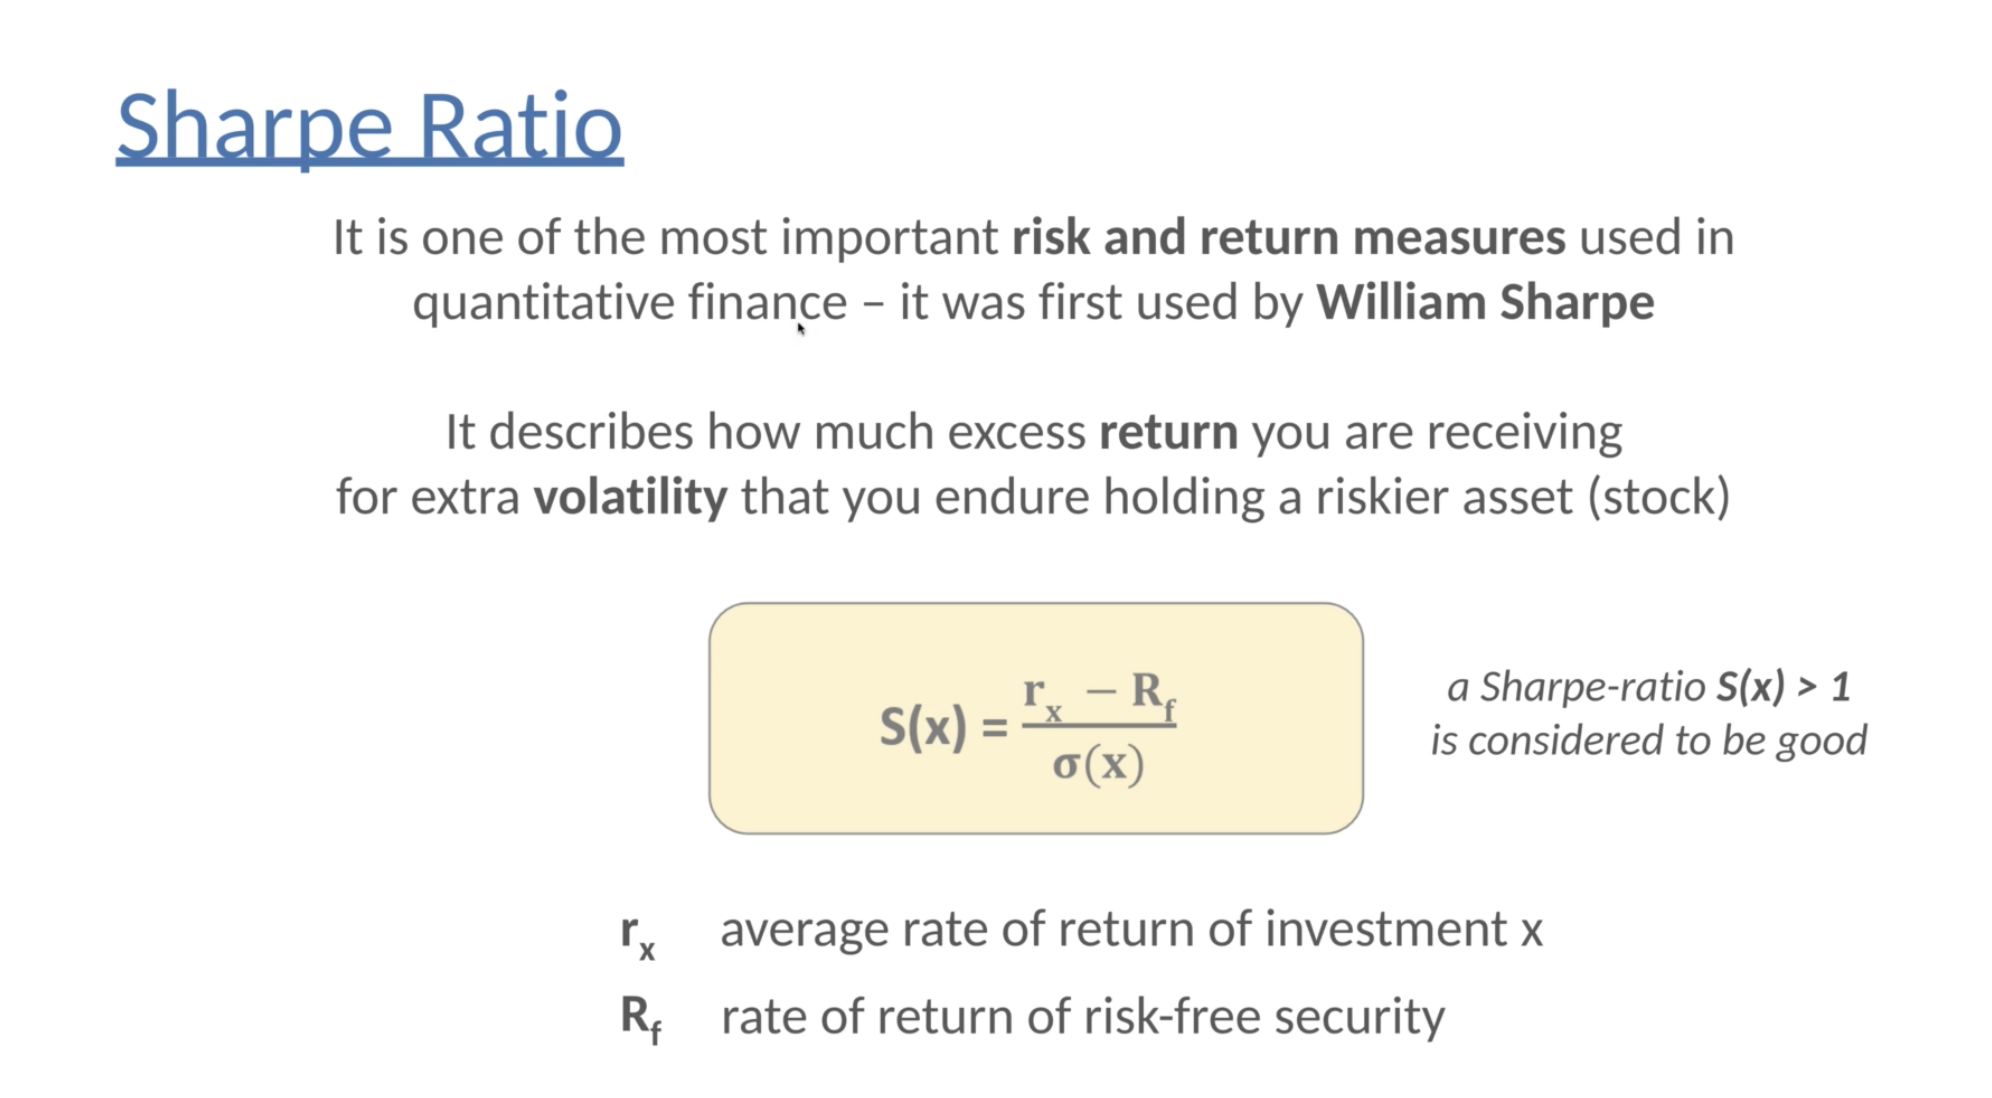 Sharpe Ratio
It is one of the most important risk and return measures used in
quantitative finance – it was first used by William Sharpe
It describes how much excess return you are receiving
for extra volatility that you endure holding a riskier asset (stock)
S(x) = (r_x − R_f) / σ(x)
a Sharpe-ratio S(x) > 1
is considered to be good
r_x average rate of return of investment x
R_f rate of return of risk-free security